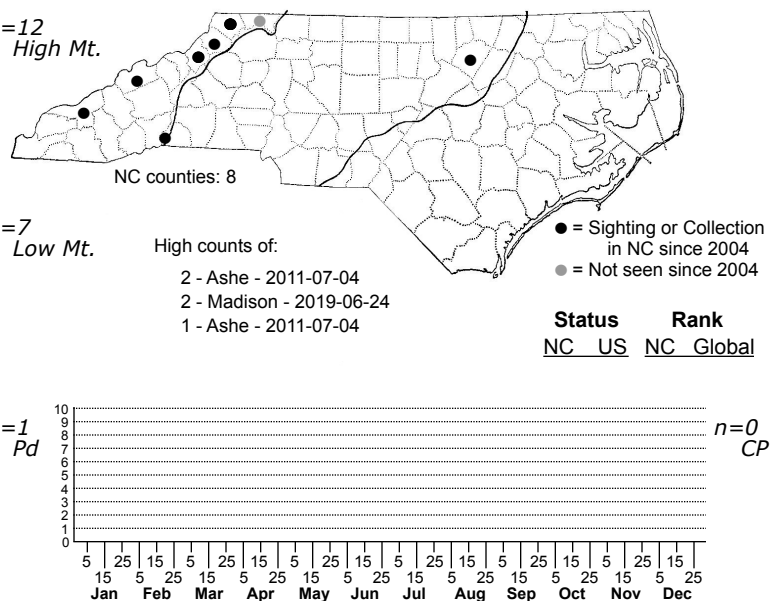 =12
High Mt.
NC counties: 8
=7
Low Mt.
High counts of:
2 - Ashe - 2011-07-04
2 - Madison - 2019-06-24
1 - Ashe - 2011-07-04
= Sighting or Collection
in NC since 2004
= Not seen since 2004
Status Rank
NC US NC Global
=1
Pd
n=0
CP
10
9
8
7
6
5
4
3
2
1
0
5 25 15 5 25 15 5 25 15 5 25 15 5 25 15 5 25 15
15 5 25 15 5 25 15 5 25 15 5 25 15 5 25 15 5 25
Jan Feb Mar Apr May Jun Jul Aug Sep Oct Nov Dec